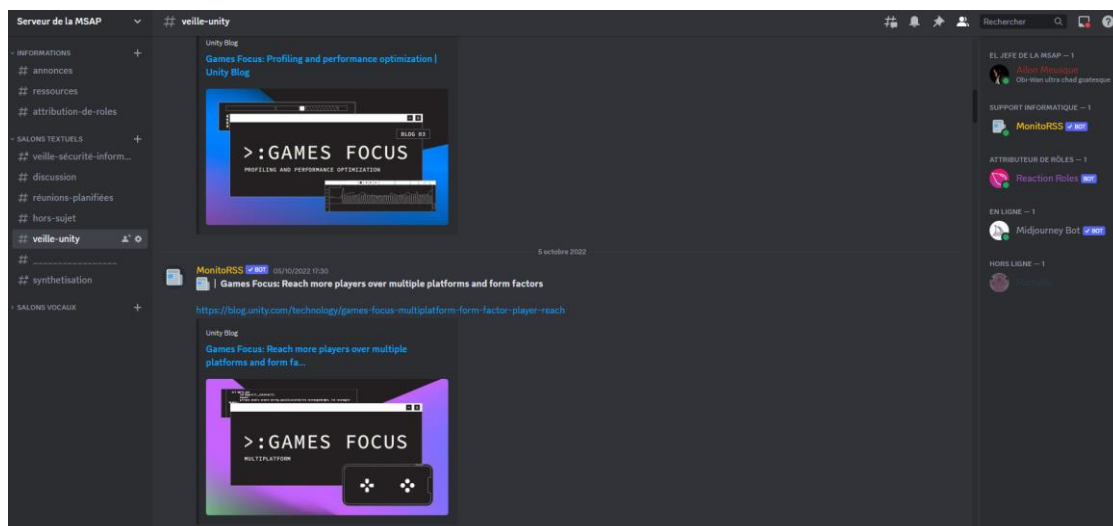 Serveur de la MSAP
veille-unity
Rechercher
INFORMATIONS
annonces
ressources
attribution-de-roles
SALONS TEXTUELS
veille-sécurité-inform...
discussion
réunions-planifiées
hors-sujet
veille-unity
_________________
synthetisation
SALONS VOCAUX
Unity Blog
Games Focus: Profiling and performance optimization |
Unity Blog
BLOG 03
>:GAMES FOCUS
PROFILING AND PERFORMANCE OPTIMIZATION
5 octobre 2022
MonitoRSS BOT 05/10/2022 17:30
| Games Focus: Reach more players over multiple platforms and form factors
https://blog.unity.com/technology/games-focus-multiplatform-form-factor-player-reach
Unity Blog
Games Focus: Reach more players over multiple
platforms and form fa...
>:GAMES FOCUS
MULTIPLATFORM
EL JEFE DE LA MSAP — 1
Obi-Wan ultra chad goatesque
SUPPORT INFORMATIQUE — 1
MonitoRSS BOT
ATTRIBUTEUR DE RÔLES — 1
Reaction Roles BOT
EN LIGNE — 1
Midjourney Bot BOT
HORS LIGNE — 1